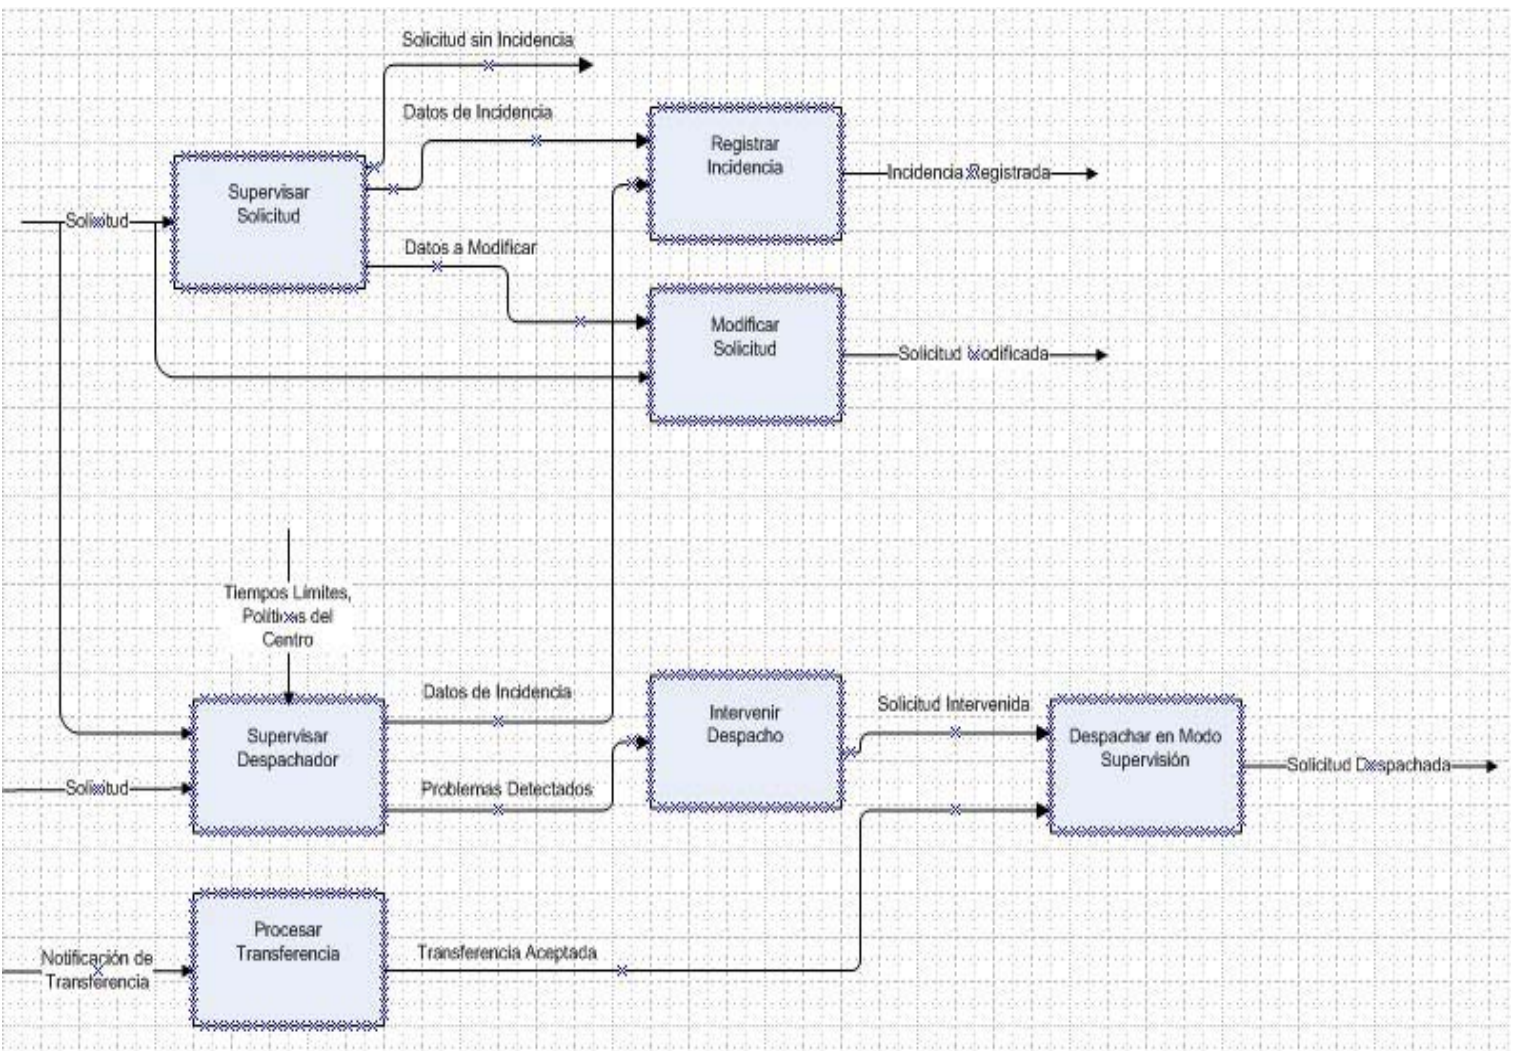 Solicitud sin Incidencia
Datos de Incidencia
Registrar
Incidencia
Incidencia Registrada
Supervisar
Solicitud
Solicitud
Datos a Modificar
Modificar
Solicitud
Solicitud Modificada
Tiempos Límites,
Políticas del
Centro
Datos de Incidencia
Supervisar
Despachador
Solicitud
Problemas Detectados
Intervenir
Despacho
Solicitud Intervenida
Despachar en Modo
Supervisión
Solicitud Despachada
Procesar
Transferencia
Notificación de
Transferencia
Transferencia Aceptada